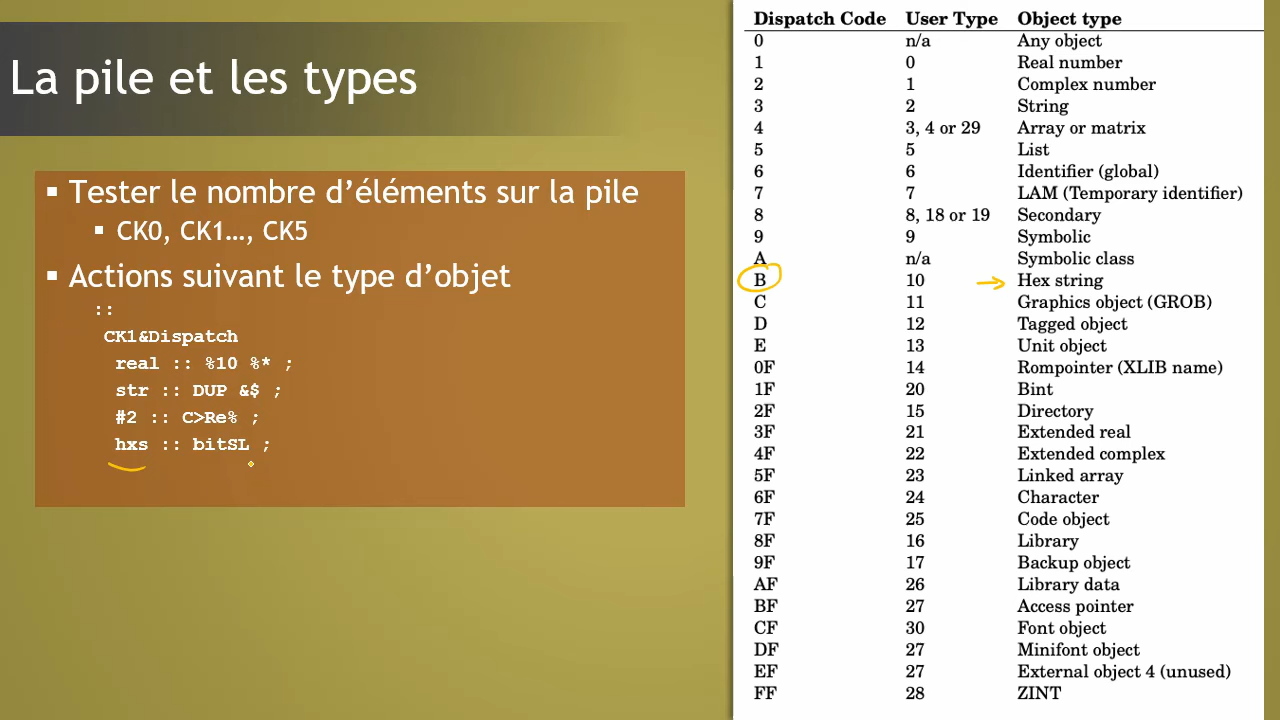 La pile et les types
▪ Tester le nombre d’éléments sur la pile
▪ CK0, CK1…, CK5
▪ Actions suivant le type d’objet
::
CK1&Dispatch
real :: %10 %* ;
str :: DUP &$ ;
#2 :: C>Re% ;
hxs :: bitSL ;
Dispatch Code User Type Object type
0 n/a Any object
1 0 Real number
2 1 Complex number
3 2 String
4 3, 4 or 29 Array or matrix
5 5 List
6 6 Identifier (global)
7 7 LAM (Temporary identifier)
8 8, 18 or 19 Secondary
9 9 Symbolic
A n/a Symbolic class
B 10 Hex string
C 11 Graphics object (GROB)
D 12 Tagged object
E 13 Unit object
0F 14 Rompointer (XLIB name)
1F 20 Bint
2F 15 Directory
3F 21 Extended real
4F 22 Extended complex
5F 23 Linked array
6F 24 Character
7F 25 Code object
8F 16 Library
9F 17 Backup object
AF 26 Library data
BF 27 Access pointer
CF 30 Font object
DF 27 Minifont object
EF 27 External object 4 (unused)
FF 28 ZINT